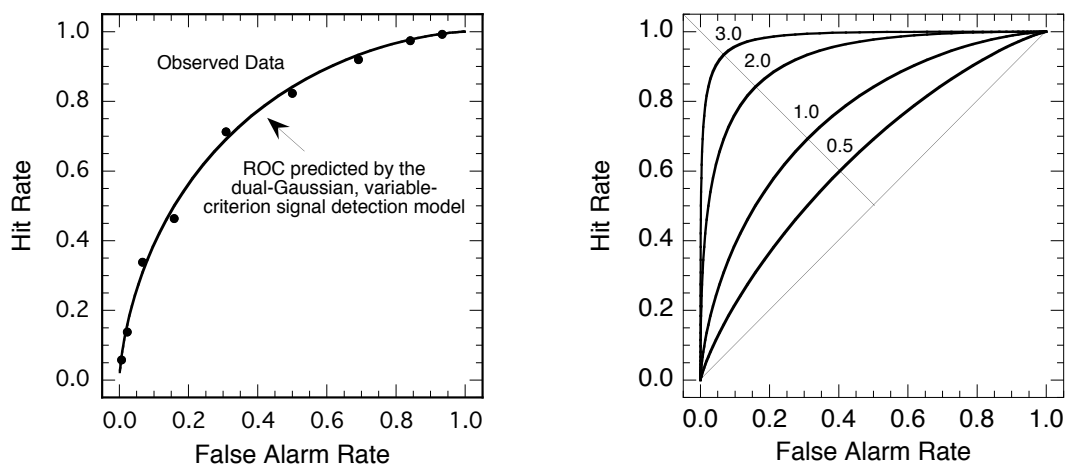 1.0
0.8
0.6
0.4
0.2
0.0
Hit Rate
Observed Data
ROC predicted by the
dual-Gaussian, variable-
criterion signal detection model
0.0 0.2 0.4 0.6 0.8 1.0
False Alarm Rate
1.0
0.8
0.6
0.4
0.2
0.0
Hit Rate
3.0
2.0
1.0
0.5
0.0 0.2 0.4 0.6 0.8 1.0
False Alarm Rate